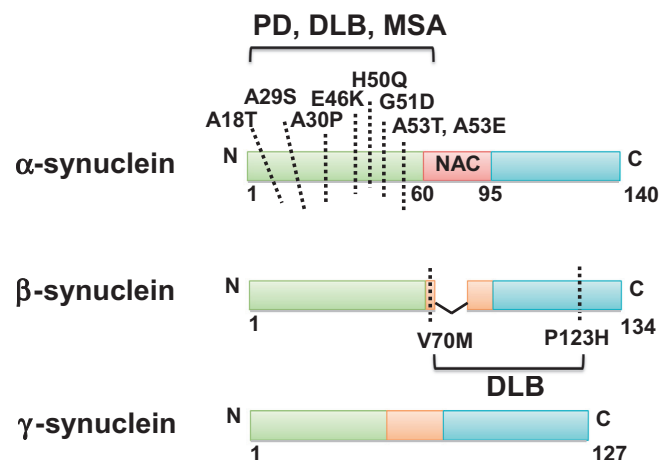 PD, DLB, MSA
H50Q
A29S E46K G51D
A18T A30P A53T, A53E
α-synuclein N NAC C
1 60 95 140
β-synuclein N C
1 134
V70M P123H
DLB
γ-synuclein N C
1 127